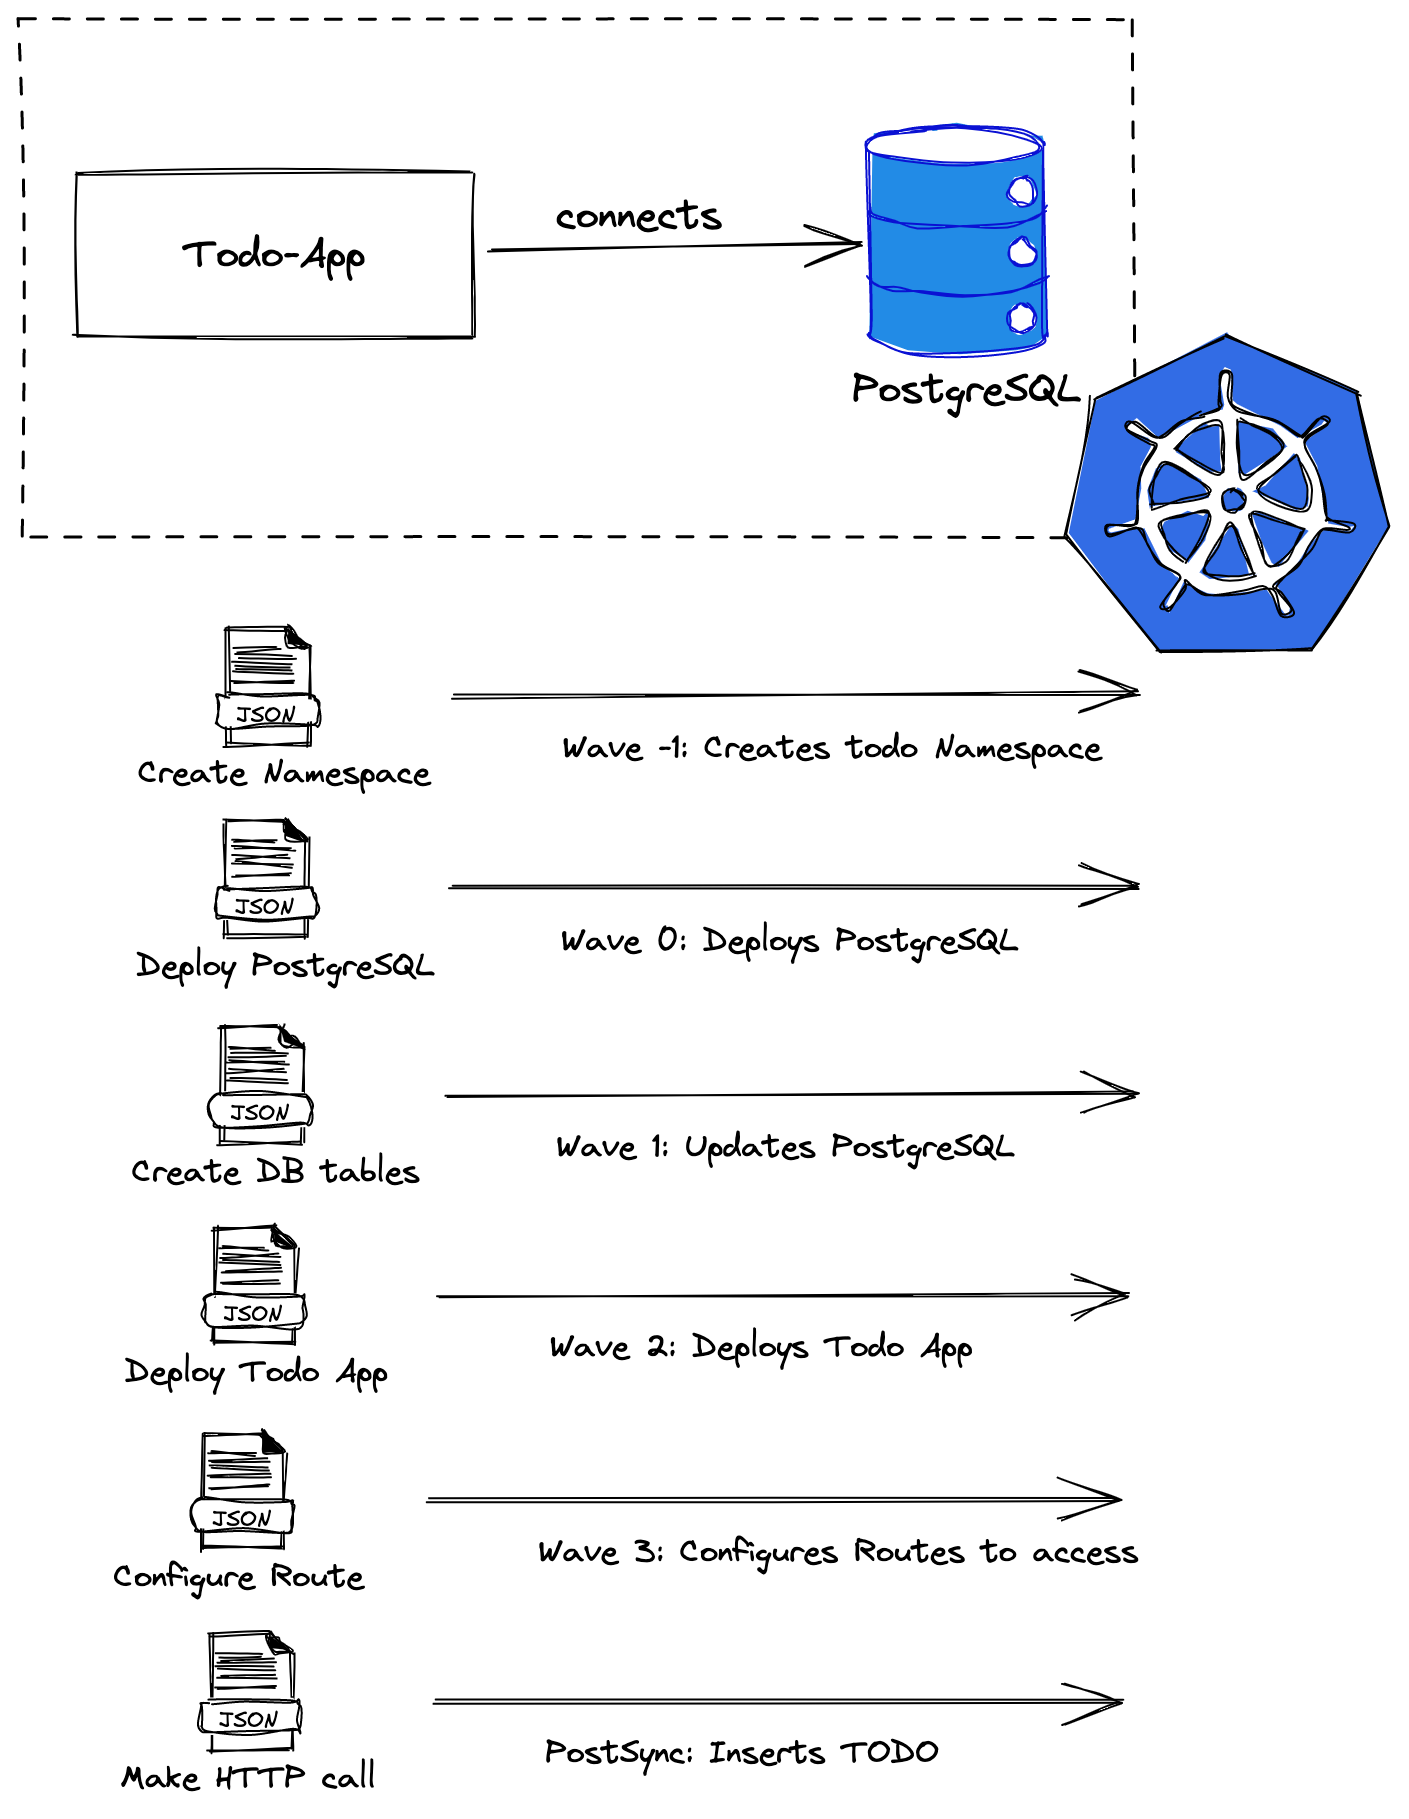 connects
Todo-App
PostgreSQL
JSON
Create Namespace
Wave -1: Creates todo Namespace
JSON
Deploy PostgreSQL
Wave 0: Deploys PostgreSQL
JSON
Create DB tables
Wave 1: Updates PostgreSQL
JSON
Deploy Todo App
Wave 2: Deploys Todo App
JSON
Configure Route
Wave 3: Configures Routes to access
JSON
Make HTTP call
PostSync: Inserts TODO